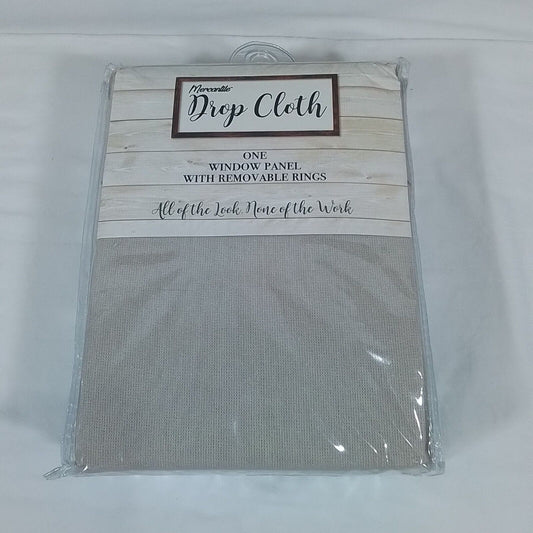 Mercantile
Drop Cloth
ONE
WINDOW PANEL
WITH REMOVABLE RINGS
All of the Look, None of the Work